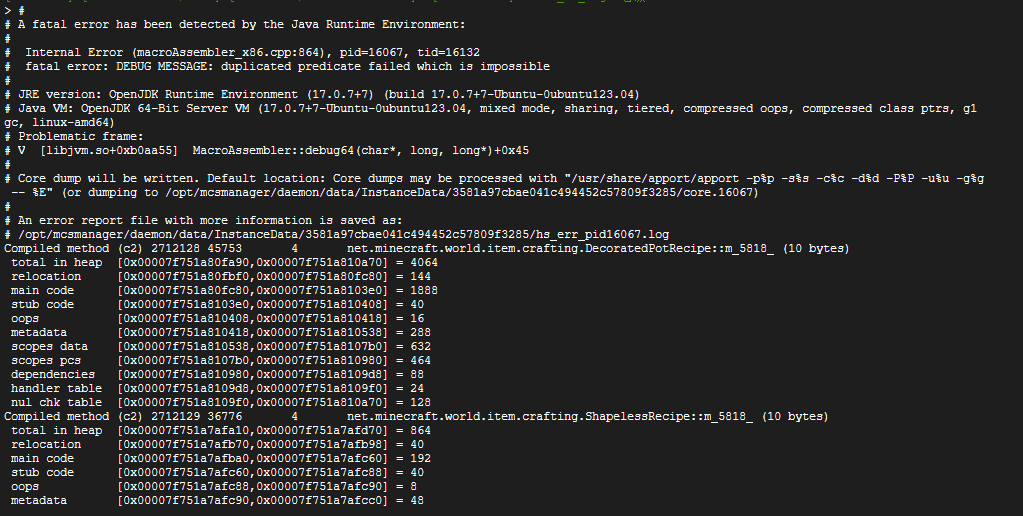 > #
# A fatal error has been detected by the Java Runtime Environment:
#
#  Internal Error (macroAssembler_x86.cpp:864), pid=16067, tid=16132
#  fatal error: DEBUG MESSAGE: duplicated predicate failed which is impossible
#
# JRE version: OpenJDK Runtime Environment (17.0.7+7) (build 17.0.7+7-Ubuntu-0ubuntu123.04)
# Java VM: OpenJDK 64-Bit Server VM (17.0.7+7-Ubuntu-0ubuntu123.04, mixed mode, sharing, tiered, compressed oops, compressed class ptrs, g1
gc, linux-amd64)
# Problematic frame:
# V  [libjvm.so+0xb0aa55]  MacroAssembler::debug64(char*, long, long*)+0x45
#
# Core dump will be written. Default location: Core dumps may be processed with "/usr/share/apport/apport -p%p -s%s -c%c -d%d -P%P -u%u -g%g
 -- %E" (or dumping to /opt/mcsmanager/daemon/data/InstanceData/3581a97cbae041c494452c57809f3285/core.16067)
#
# An error report file with more information is saved as:
# /opt/mcsmanager/daemon/data/InstanceData/3581a97cbae041c494452c57809f3285/hs_err_pid16067.log
Compiled method (c2) 2712128 45753       4       net.minecraft.world.item.crafting.DecoratedPotRecipe::m_5818_ (10 bytes)
 total in heap  [0x00007f751a80fa90,0x00007f751a810a70] = 4064
 relocation     [0x00007f751a80fbf0,0x00007f751a80fc80] = 144
 main code      [0x00007f751a80fc80,0x00007f751a8103e0] = 1888
 stub code      [0x00007f751a8103e0,0x00007f751a810408] = 40
 oops           [0x00007f751a810408,0x00007f751a810418] = 16
 metadata       [0x00007f751a810418,0x00007f751a810538] = 288
 scopes data    [0x00007f751a810538,0x00007f751a8107b0] = 632
 scopes pcs     [0x00007f751a8107b0,0x00007f751a810980] = 464
 dependencies   [0x00007f751a810980,0x00007f751a8109d8] = 88
 handler table  [0x00007f751a8109d8,0x00007f751a8109f0] = 24
 nul chk table  [0x00007f751a8109f0,0x00007f751a810a70] = 128
Compiled method (c2) 2712129 36776       4       net.minecraft.world.item.crafting.ShapelessRecipe::m_5818_ (10 bytes)
 total in heap  [0x00007f751a7afa10,0x00007f751a7afd70] = 864
 relocation     [0x00007f751a7afb70,0x00007f751a7afb98] = 40
 main code      [0x00007f751a7afba0,0x00007f751a7afc60] = 192
 stub code      [0x00007f751a7afc60,0x00007f751a7afc88] = 40
 oops           [0x00007f751a7afc88,0x00007f751a7afc90] = 8
 metadata       [0x00007f751a7afc90,0x00007f751a7afcc0] = 48